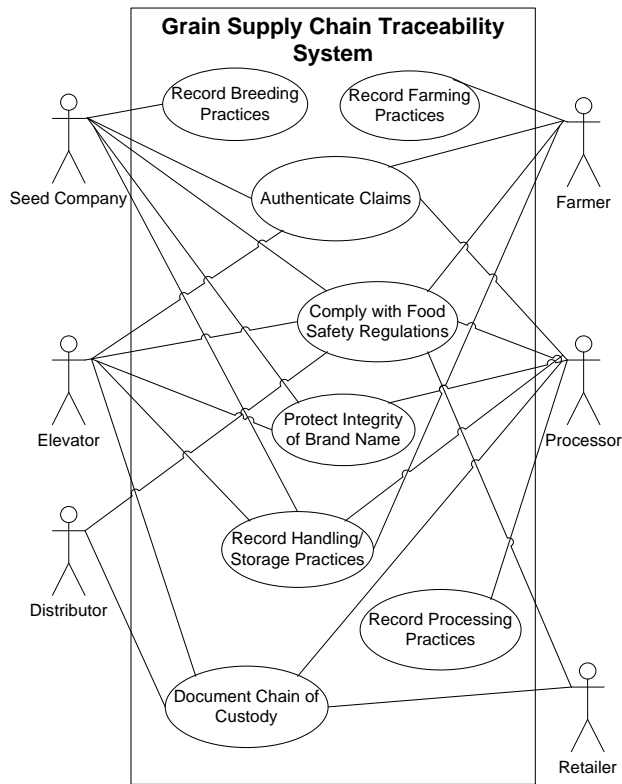 Grain Supply Chain Traceability
System
Record Breeding
Practices
Record Farming
Practices
Seed Company
Farmer
Authenticate Claims
Comply with Food
Safety Regulations
Elevator
Processor
Protect Integrity
of Brand Name
Record Handling/
Storage Practices
Distributor
Record Processing
Practices
Document Chain of
Custody
Retailer